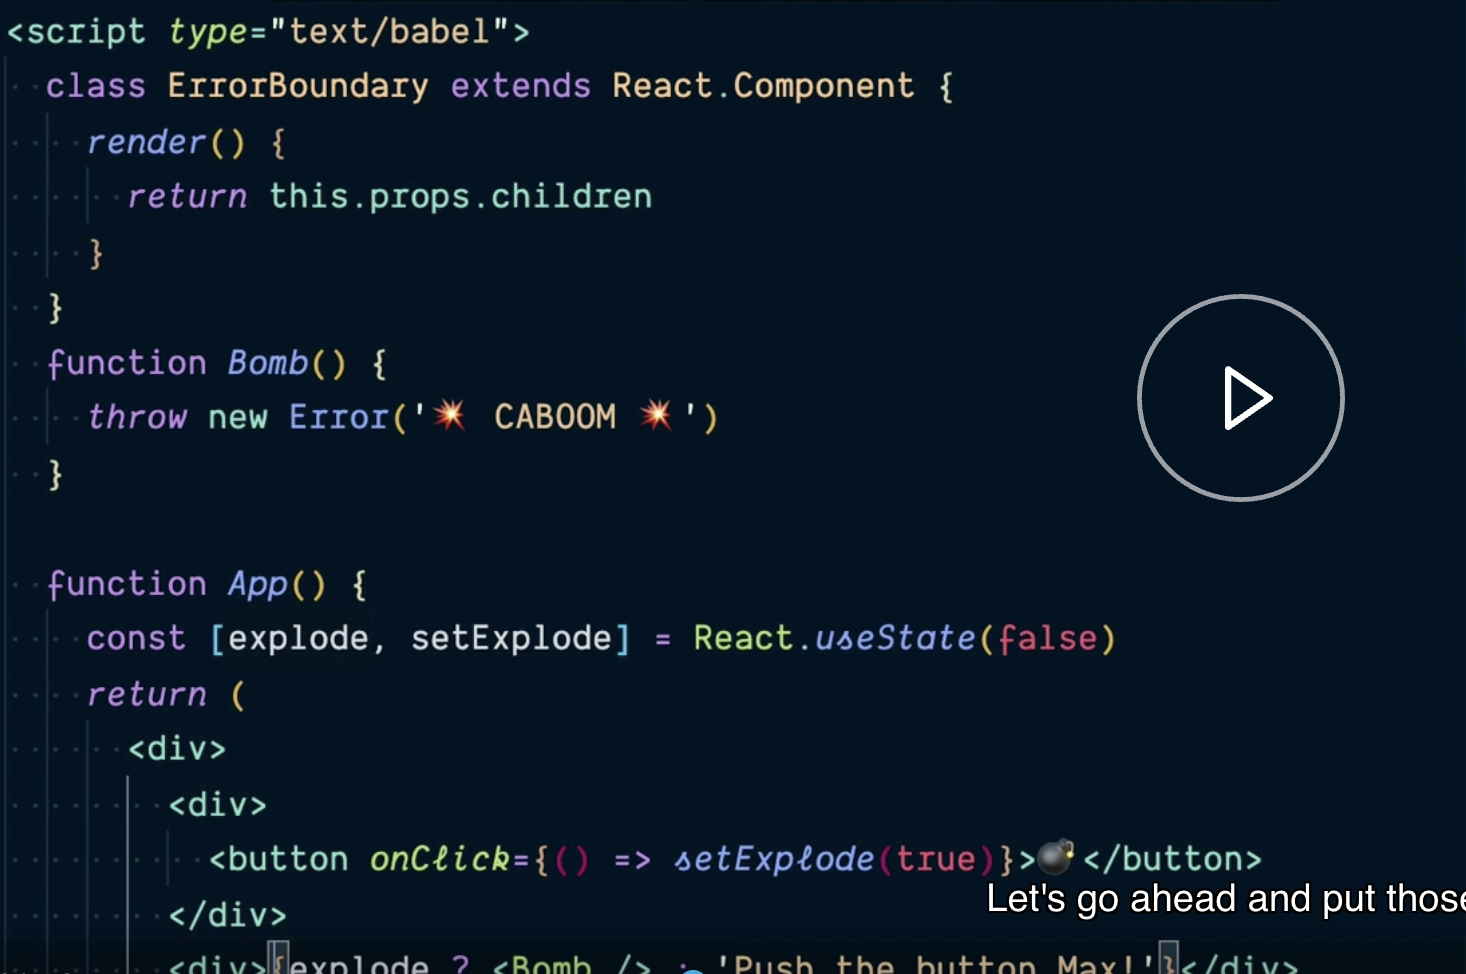 <script type="text/babel">
class ErrorBoundary extends React.Component {
render() {
return this.props.children
}
}
function Bomb() {
throw new Error('💥 CABOOM 💥')
}
function App() {
const [explode, setExplode] = React.useState(false)
return (
<div>
<div>
<button onClick={() => setExplode(true)}>💣</button>
Let's go ahead and put those
</div>
<div>{explode ? <Bomb /> : 'Push the button Max!'}</div>